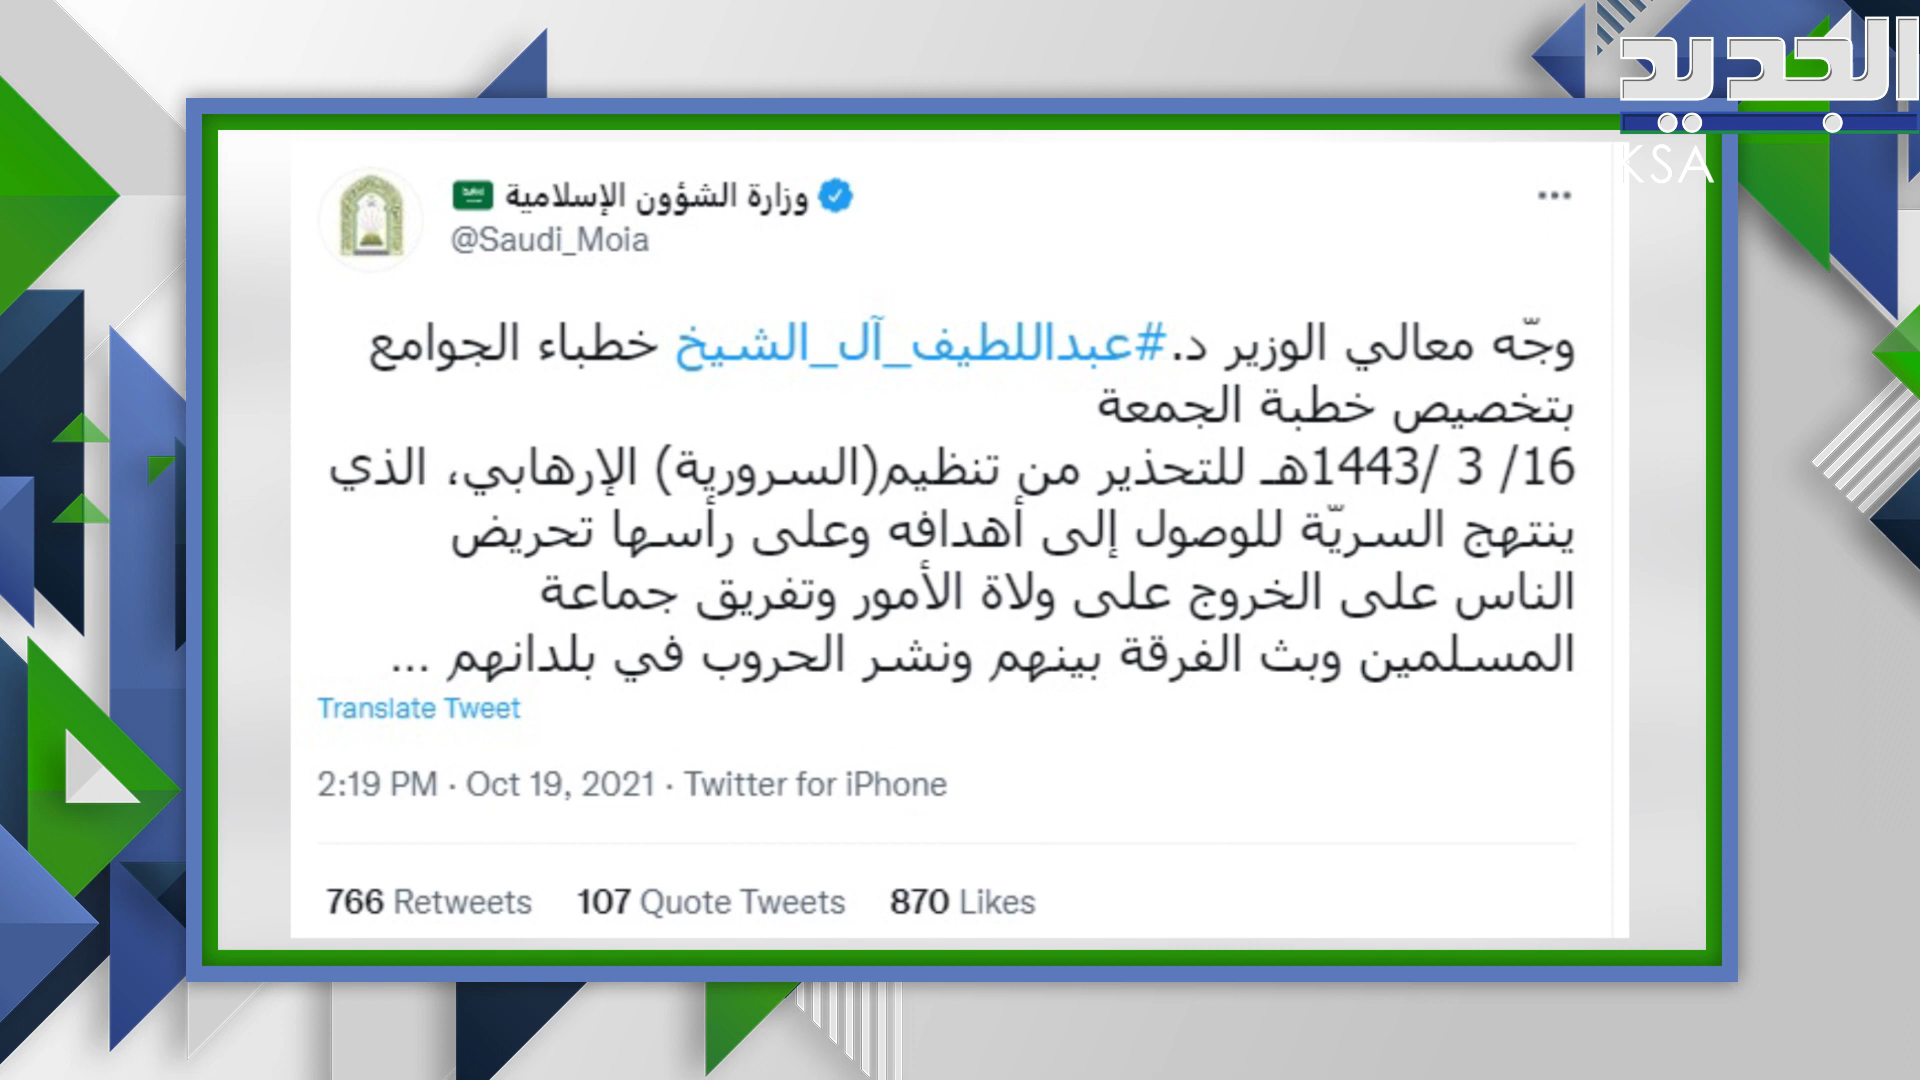 الجديد
KSA
وزارة الشؤون الإسلامية
@Saudi_Moia
وجّه معالي الوزير د.#عبداللطيف_آل_الشيخ خطباء الجوامع
بتخصيص خطبة الجمعة
16/ 3 /1443هـ للتحذير من تنظيم(السرورية) الإرهابي، الذي
ينتهج السريّة للوصول إلى أهدافه وعلى رأسها تحريض
الناس على الخروج على ولاة الأمور وتفريق جماعة
المسلمين وبث الفرقة بينهم ونشر الحروب في بلدانهم ...
Translate Tweet
2:19 PM · Oct 19, 2021 · Twitter for iPhone
766 Retweets 107 Quote Tweets 870 Likes